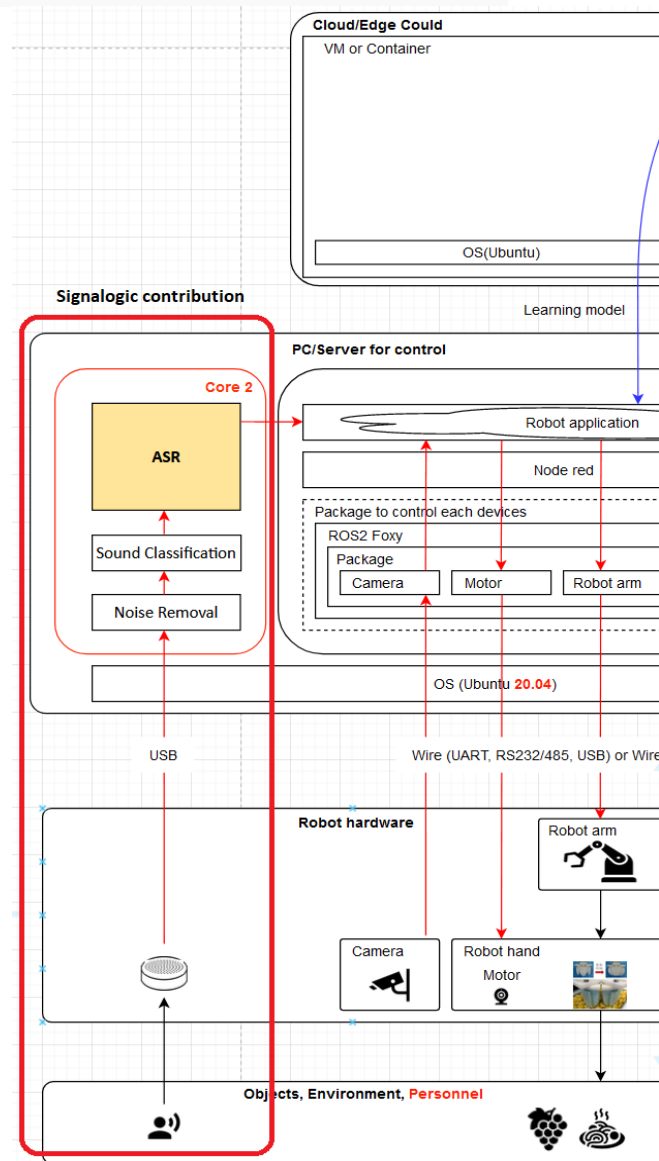 Cloud/Edge Could
VM or Container
OS(Ubuntu)
Signalogic contribution
Learning model
PC/Server for control
Core 2
ASR
Robot application
Node red
Sound Classification
Package to control each devices
ROS2 Foxy
Package
Camera
Motor
Robot arm
Noise Removal
OS (Ubuntu 20.04)
USB
Wire (UART, RS232/485, USB) or Wire
Robot hardware
Robot arm
Camera
Robot hand
Motor
Objects, Environment, Personnel